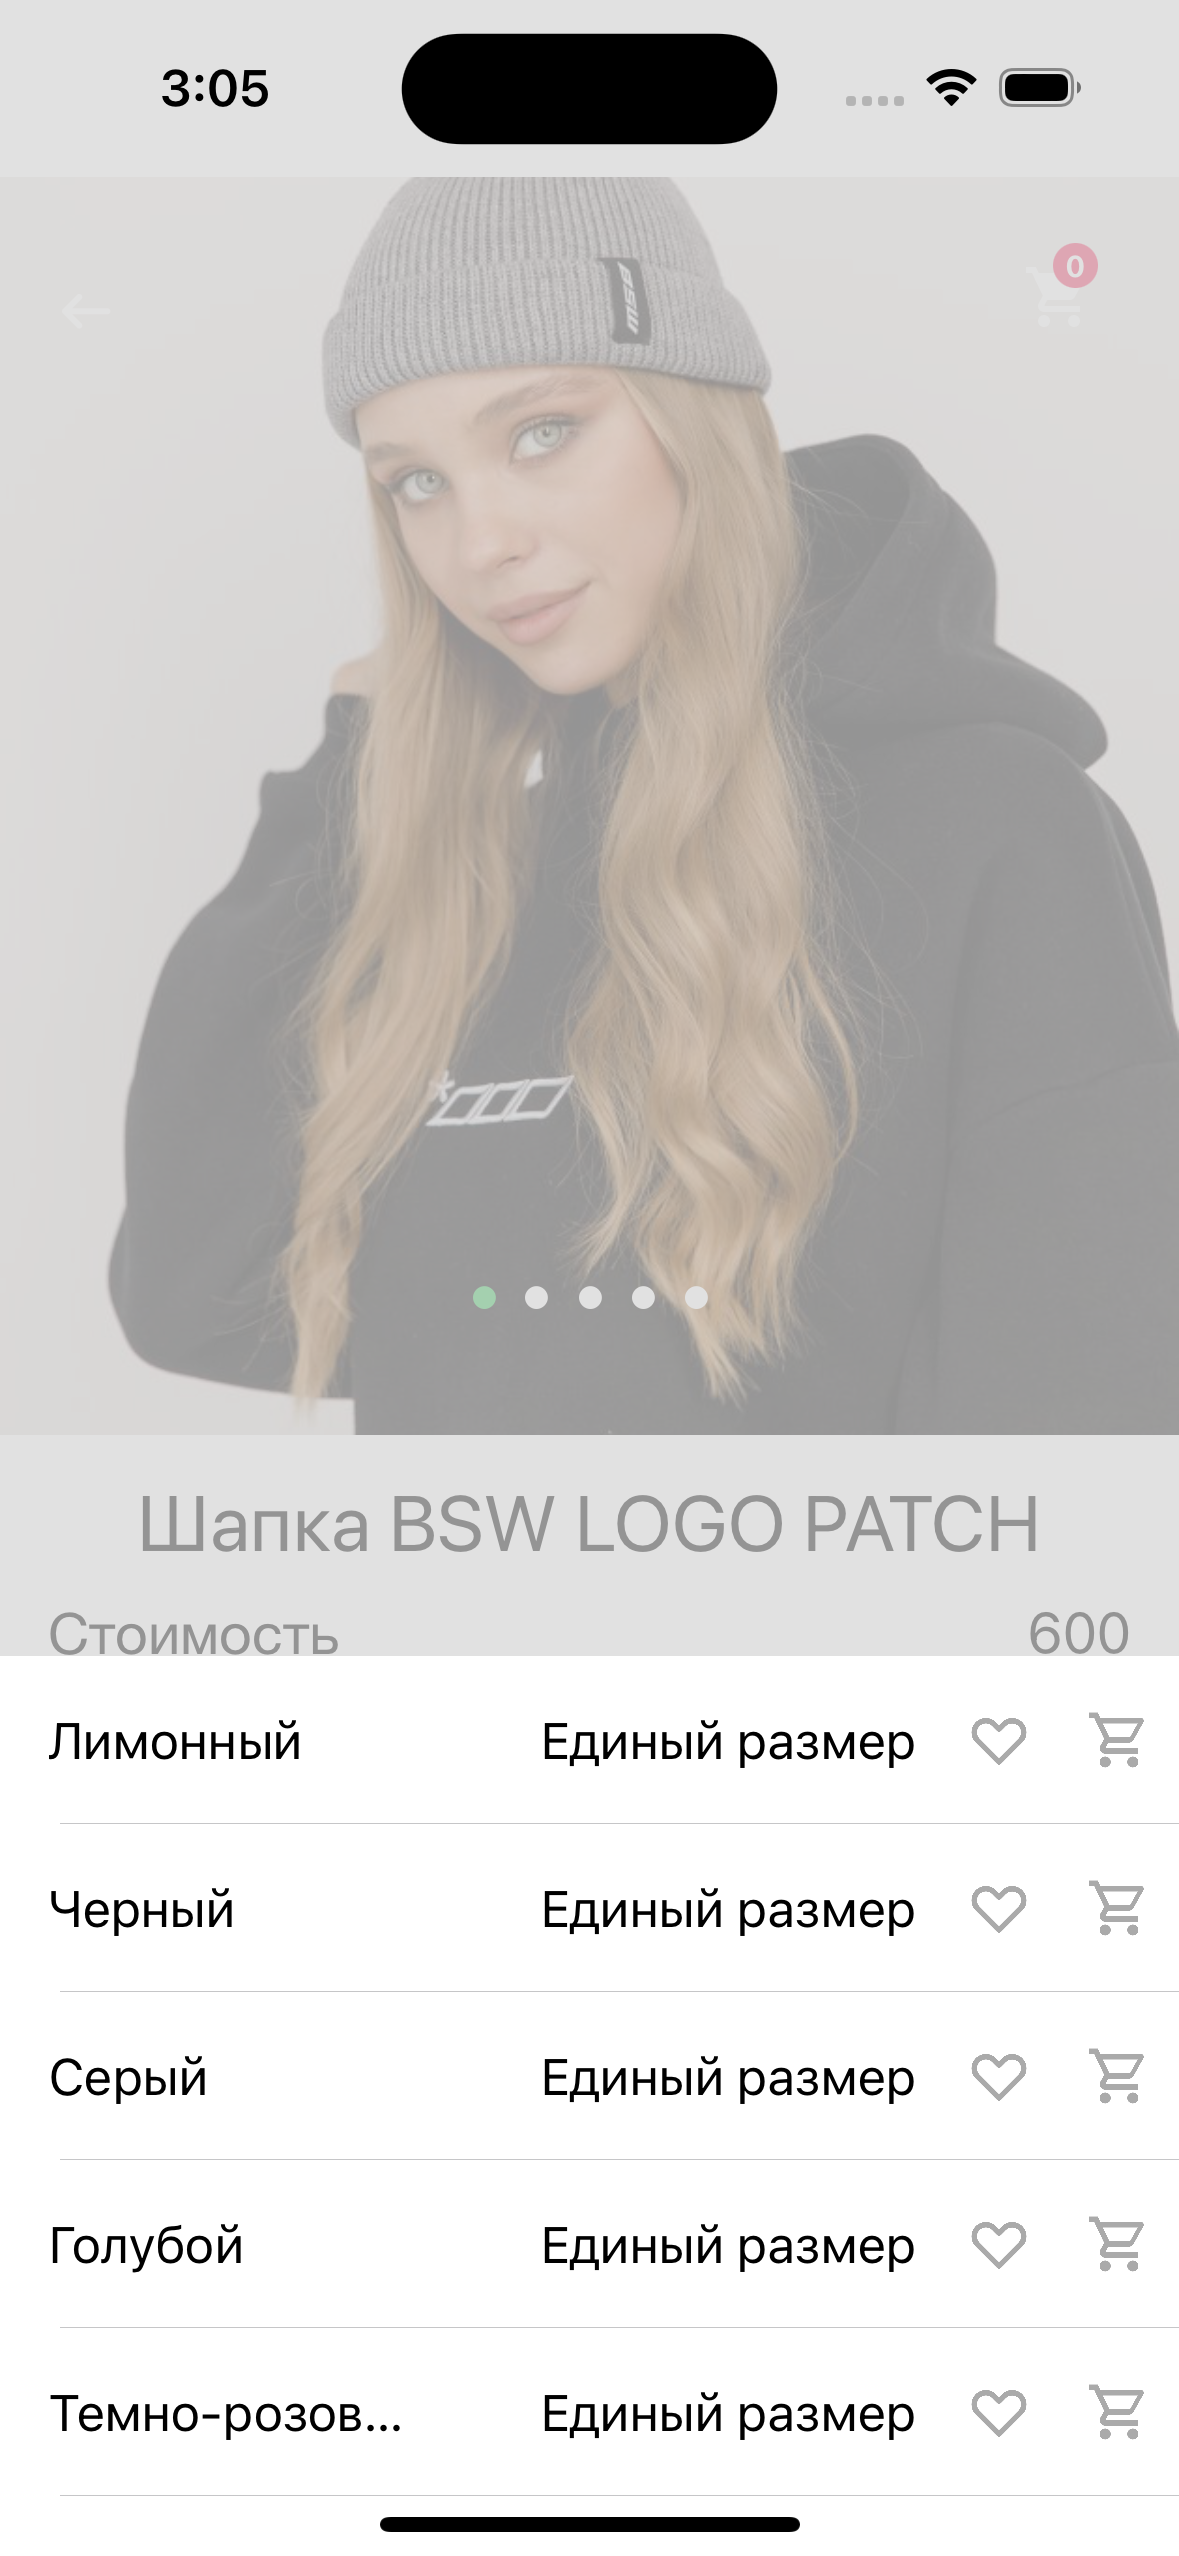 3:05
0
BSW
Шапка BSW LOGO PATCH
Стоимость 600
Лимонный Единый размер
Черный Единый размер
Серый Единый размер
Голубой Единый размер
Темно-розов... Единый размер